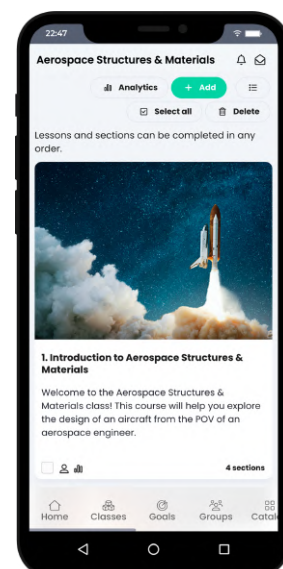 22:47
Aerospace Structures & Materials
Analytics
+ Add
Select all
Delete
Lessons and sections can be completed in any
order.
1. Introduction to Aerospace Structures &
Materials
Welcome to the Aerospace Structures &
Materials class! This course will help you explore
the design of an aircraft from the POV of an
aerospace engineer.
4 sections
Home Classes Goals Groups Catal